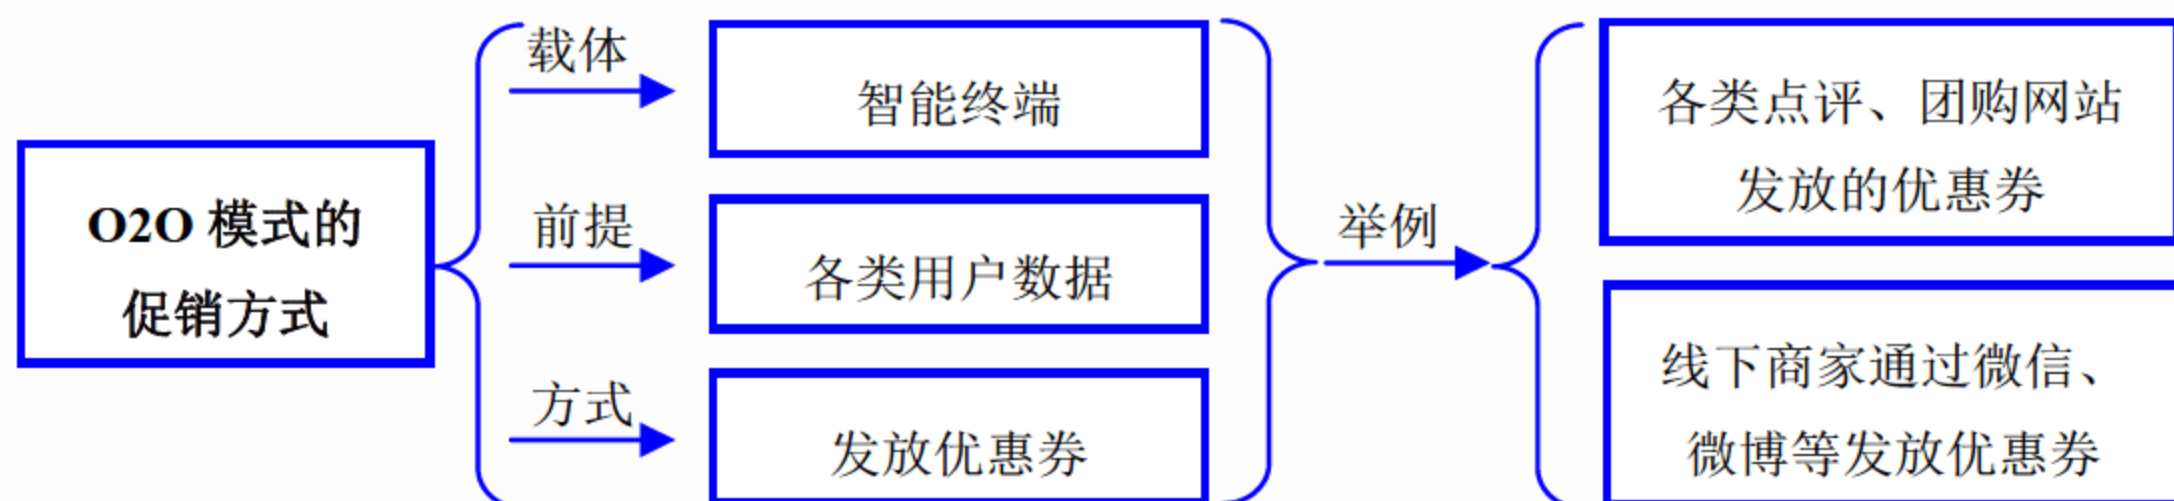 O2O 模式的
促销方式
载体
智能终端
前提
各类用户数据
方式
发放优惠券
举例
各类点评、团购网站
发放的优惠券
线下商家通过微信、
微博等发放优惠券